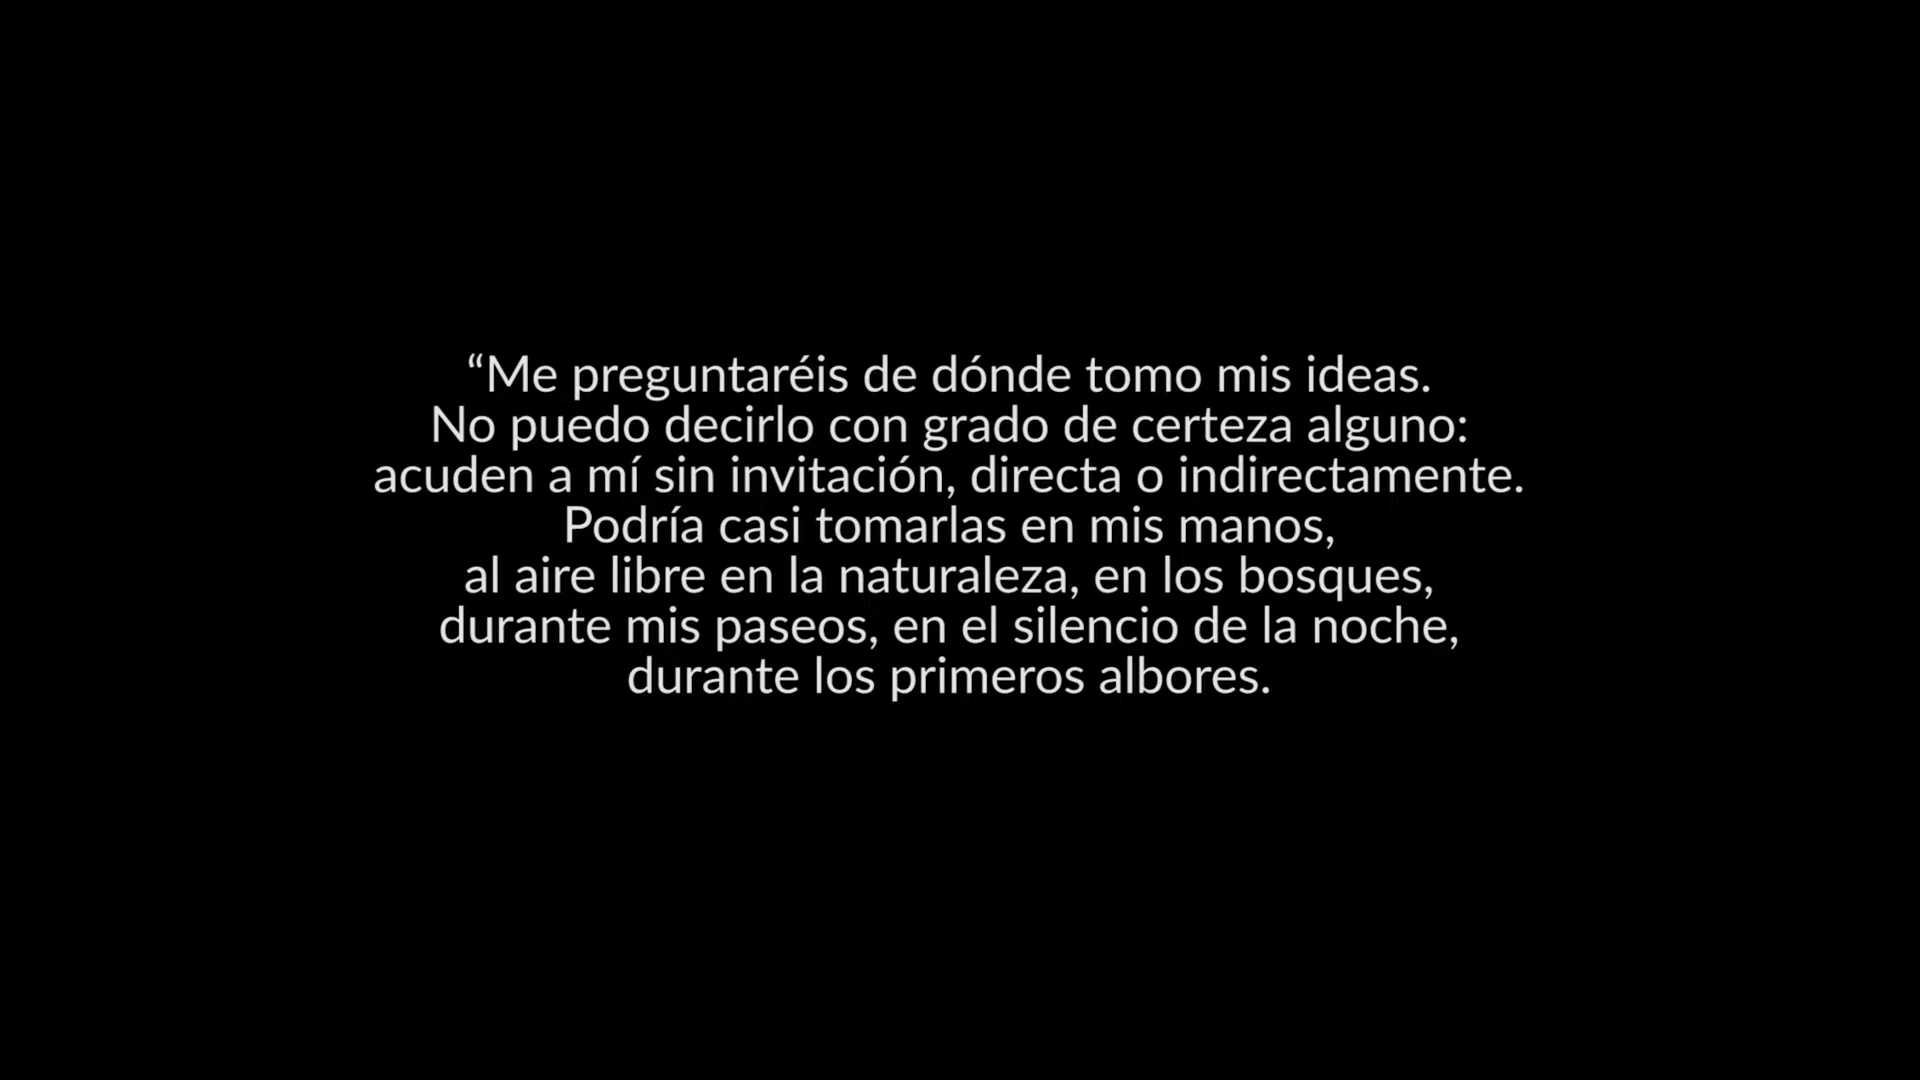 “Me preguntaréis de dónde tomo mis ideas.
No puedo decirlo con grado de certeza alguno:
acuden a mí sin invitación, directa o indirectamente.
Podría casi tomarlas en mis manos,
al aire libre en la naturaleza, en los bosques,
durante mis paseos, en el silencio de la noche,
durante los primeros albores.